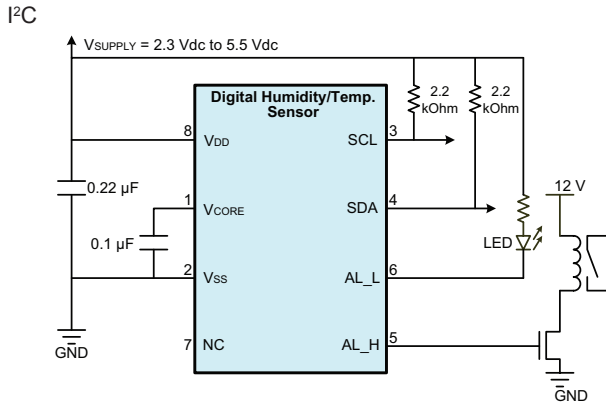 I²C
VSUPPLY = 2.3 Vdc to 5.5 Vdc
Digital Humidity/Temp.
Sensor
2.2
kOhm
2.2
kOhm
8
VDD
SCL
3
0.22 µF
1
VCORE
SDA
4
12 V
0.1 µF
LED
2
VSS
AL_L
6
7
NC
AL_H
5
GND
GND